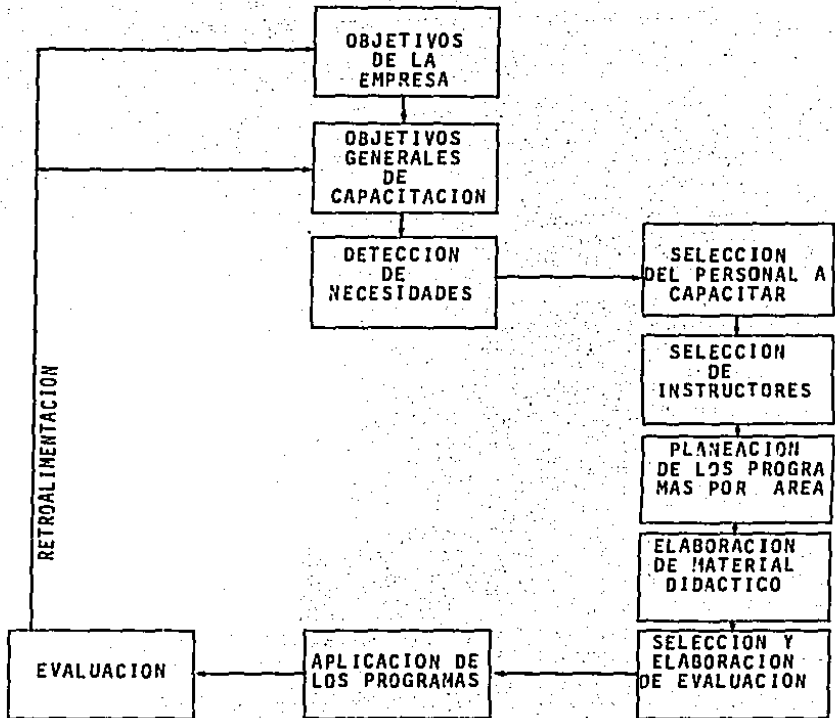 OBJETIVOS
DE LA
EMPRESA
OBJETIVOS
GENERALES
DE
CAPACITACION
DETECCION
DE
NECESIDADES
SELECCION
DEL PERSONAL A
CAPACITAR
SELECCION
DE
INSTRUCTORES
PLANEACION
DE LOS PROGRA
MAS POR AREA
ELABORACION
DE MATERIAL
DIDACTICO
SELECCION Y
ELABORACION
DE EVALUACION
APLICACION DE
LOS PROGRAMAS
EVALUACION
RETROALIMENTACION